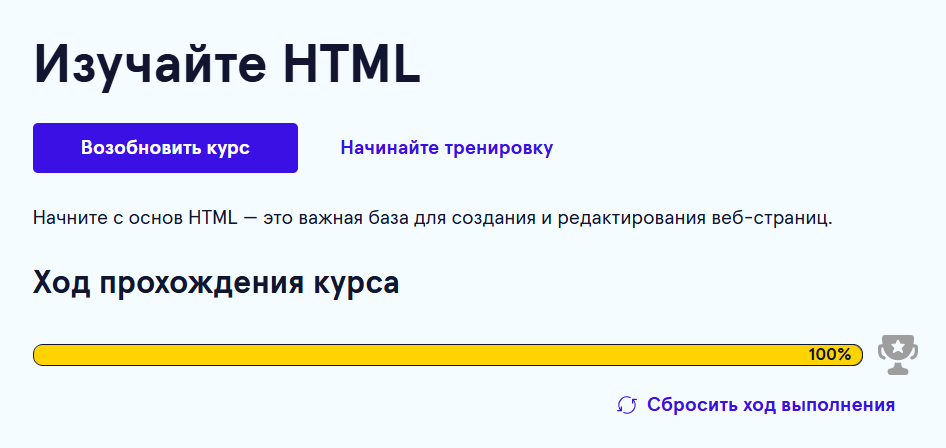 Изучайте HTML
Возобновить курс
Начинайте тренировку
Начните с основ HTML — это важная база для создания и редактирования веб-страниц.
Ход прохождения курса
100%
Сбросить ход выполнения